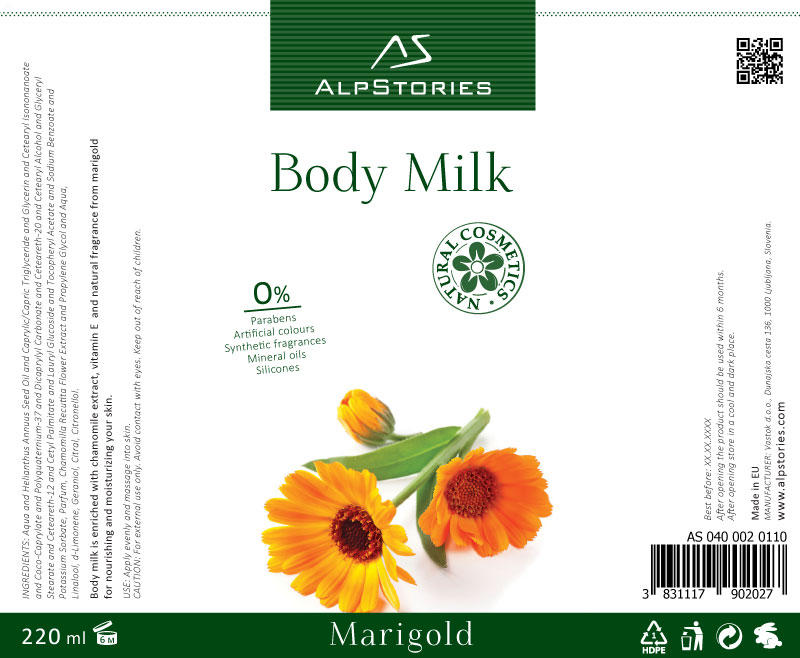 AS
ALPSTORIES
Body Milk
NATURAL COSMETICS
0%
Parabens
Artificial colours
Synthetic fragrances
Mineral oils
Silicones
INGREDIENTS: Aqua and Helianthus Annuus Seed Oil and Caprylic/Capric Triglyceride and Glycerin and Cetearyl Isononanoate
and Coco-Caprylate and Polyquaternium-37 and Dicaprylyl Carbonate and Ceteareth-20 and Cetearyl Alcohol and Glyceryl
Stearate and Ceteareth-12 and Cetyl Palmitate and Lauryl Glucoside and Tocopheryl Acetate and Sodium Benzoate and
Potassium Sorbate, Parfum, Chamomilla Recutita Flower Extract and Propylene Glycol and Aqua,
Linalool, d-Limonene, Geraniol, Citral, Citronellol.
Body milk is enriched with chamomile extract, vitamin E and natural fragrance from marigold
for nourishing and moisturizing your skin.
USE: Apply evenly and massage into skin.
CAUTION: For external use only. Avoid contact with eyes. Keep out of reach of children.
Best before: XX.XX.XXXX
After opening the product should be used within 6 months.
After opening store in a cool and dark place.
Made in EU
MANUFACTURER: Vastok d.o.o., Dunajska cesta 136, 1000 Ljubljana, Slovenia.
www.alpstories.com
AS 040 002 0110
3 831117 902027
220 ml
6 M
Marigold
1
HDPE